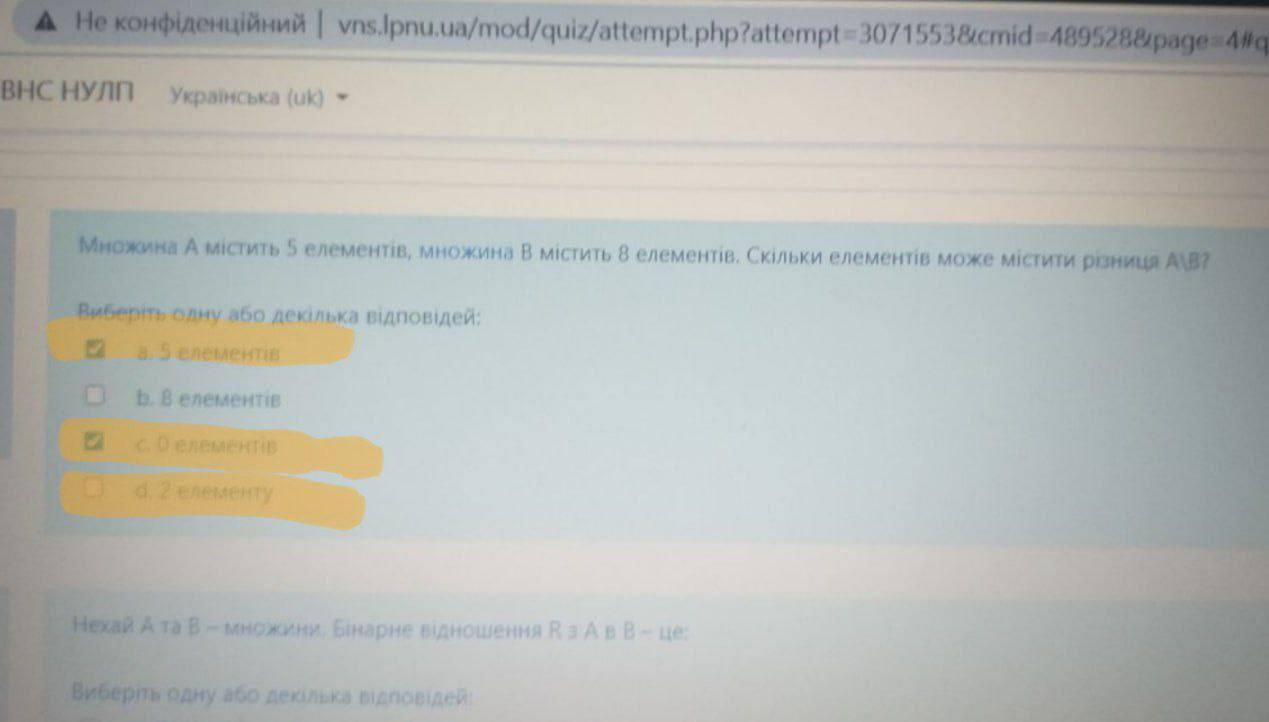 Не конфіденційний | vns.lpnu.ua/mod/quiz/attempt.php?attempt=3071553&cmid=489528&page=4#q
ВНС НУЛП Українська (uk)
Множина А містить 5 елементів, множина В містить 8 елементів. Скільки елементів може містити різниця А\В?
Виберіть одну або декілька відповідей:
a. 5 елементів
b. 8 елементів
c. 0 елементів
d. 2 елементу
Нехай А та В – множини. Бінарне відношення R з А в В – це:
Виберіть одну або декілька відповідей: